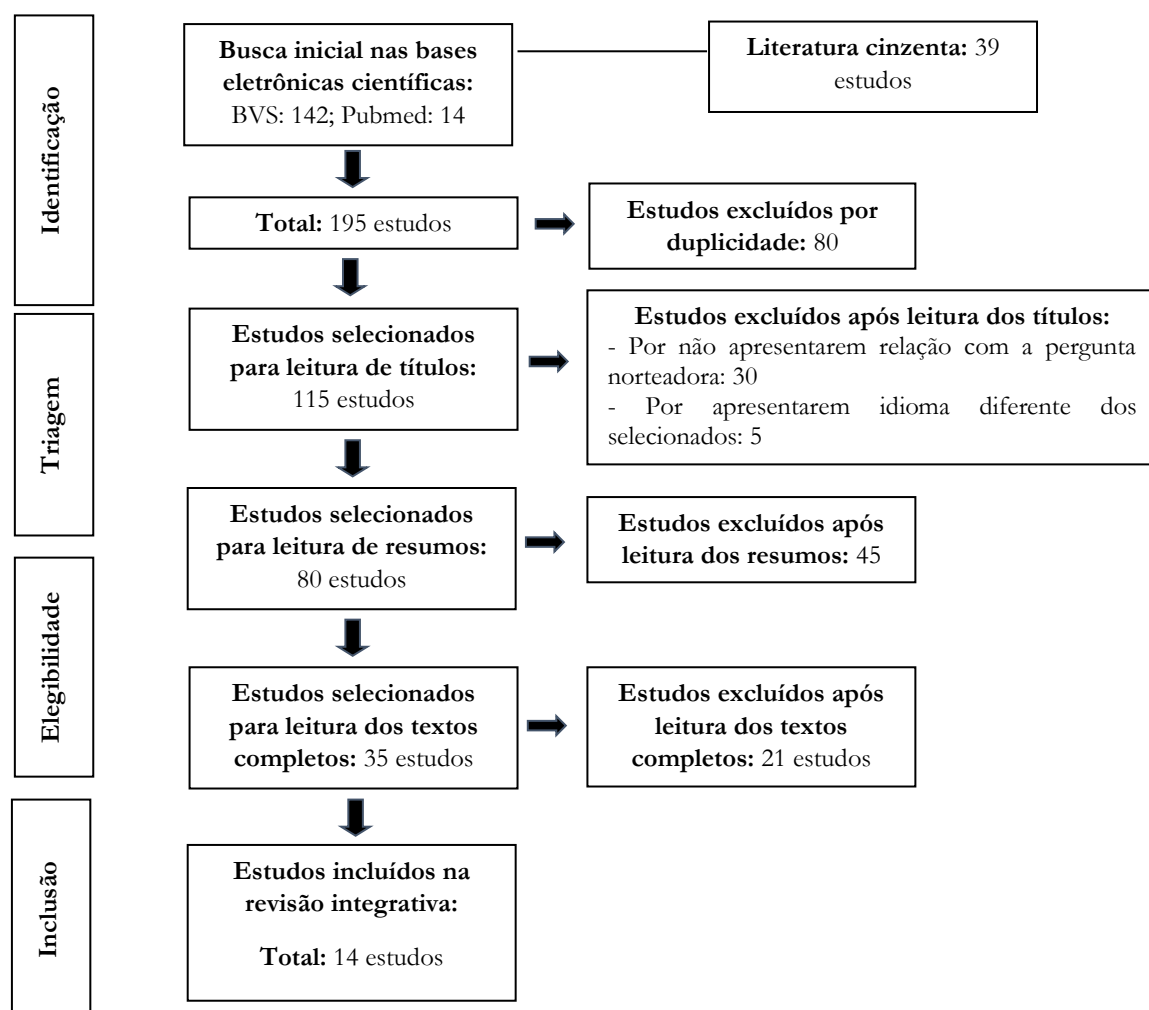 Identificação
Busca inicial nas bases
eletrônicas científicas:
BVS: 142; Pubmed: 14
Literatura cinzenta: 39
estudos
Total: 195 estudos
Estudos excluídos por
duplicidade: 80
Triagem
Estudos selecionados
para leitura de títulos:
115 estudos
Estudos excluídos após leitura dos títulos:
- Por não apresentarem relação com a pergunta
norteadora: 30
- Por apresentarem idioma diferente dos
selecionados: 5
Estudos selecionados
para leitura de resumos:
80 estudos
Estudos excluídos após
leitura dos resumos: 45
Elegibilidade
Estudos selecionados
para leitura dos textos
completos: 35 estudos
Estudos excluídos após
leitura dos textos
completos: 21 estudos
Inclusão
Estudos incluídos na
revisão integrativa:
Total: 14 estudos